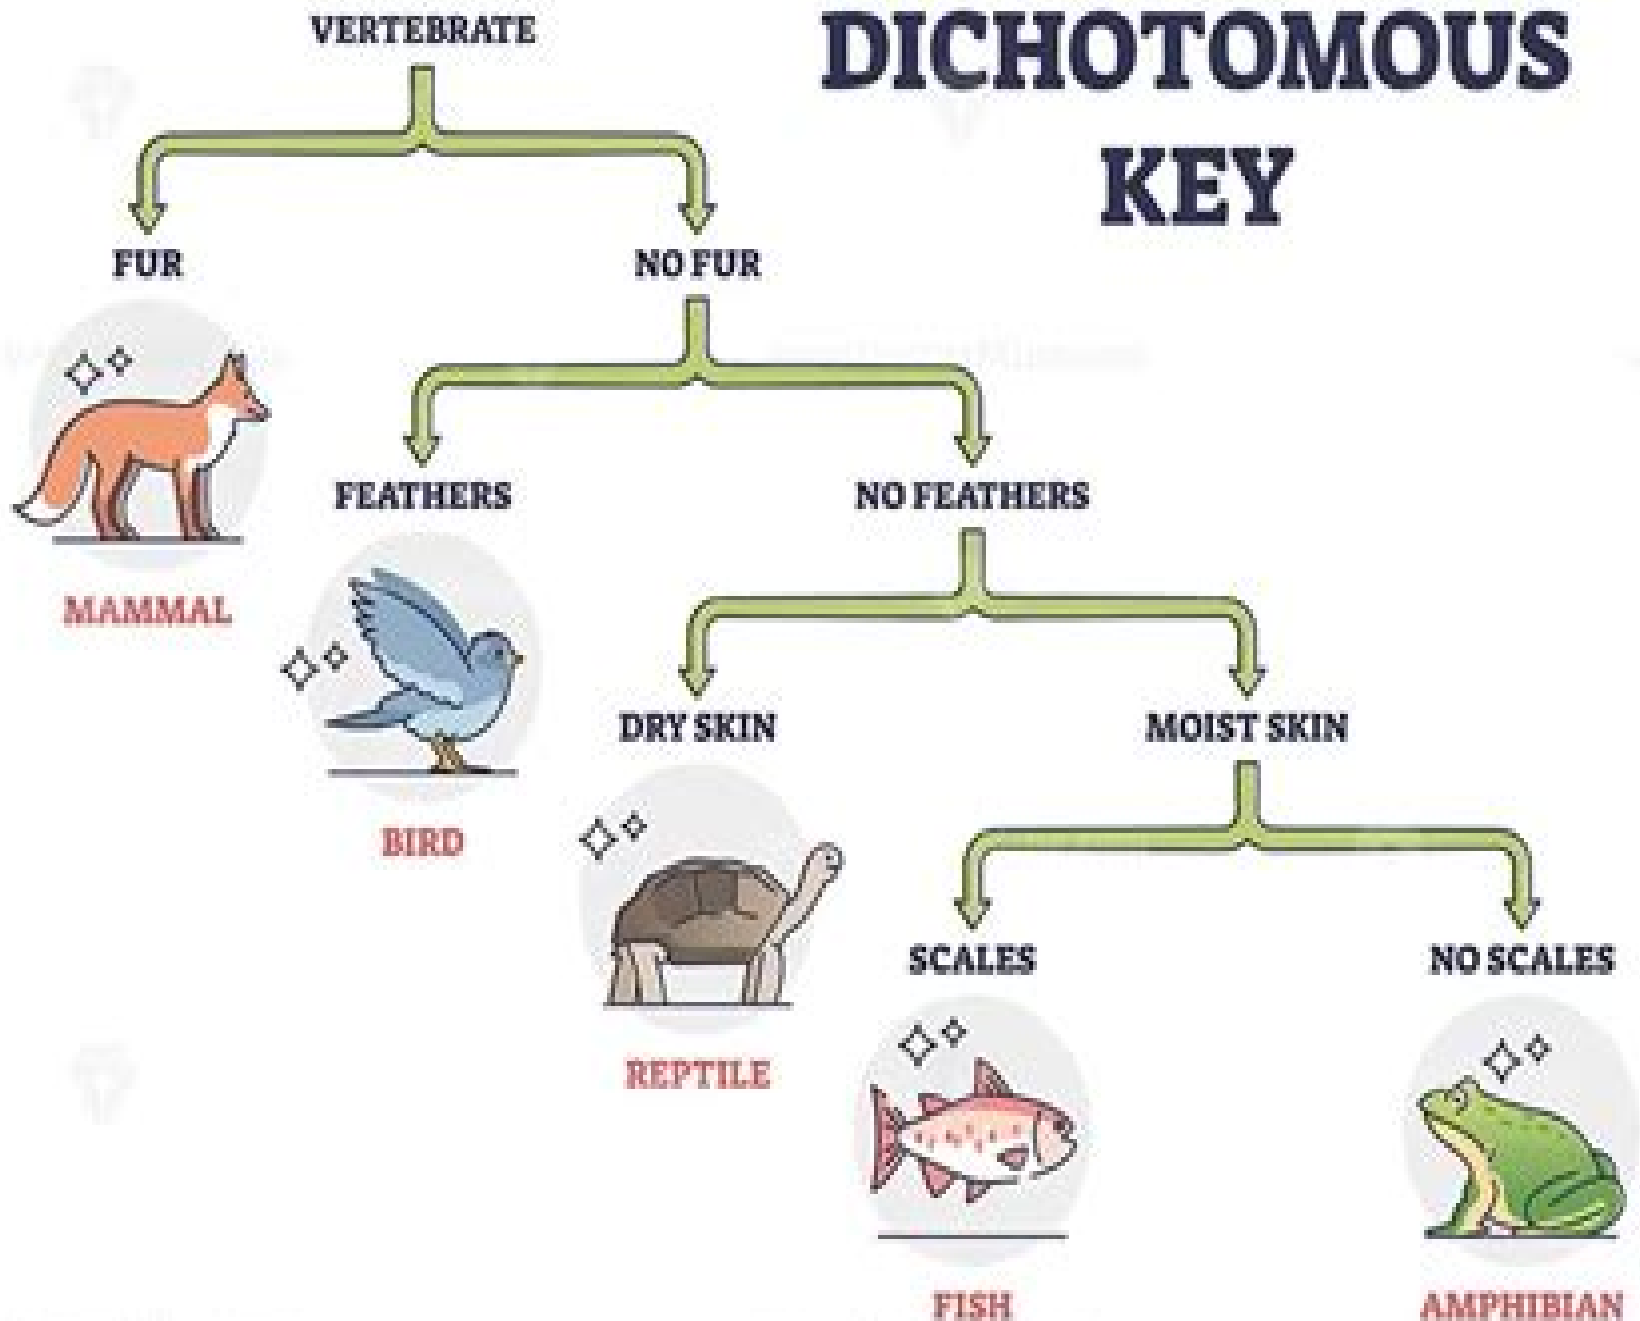 VERTEBRATE
DICHOTOMOUS
KEY
FUR
NO FUR
FEATHERS
NO FEATHERS
MAMMAL
DRY SKIN
MOIST SKIN
BIRD
SCALES
NO SCALES
REPTILE
FISH
AMPHIBIAN